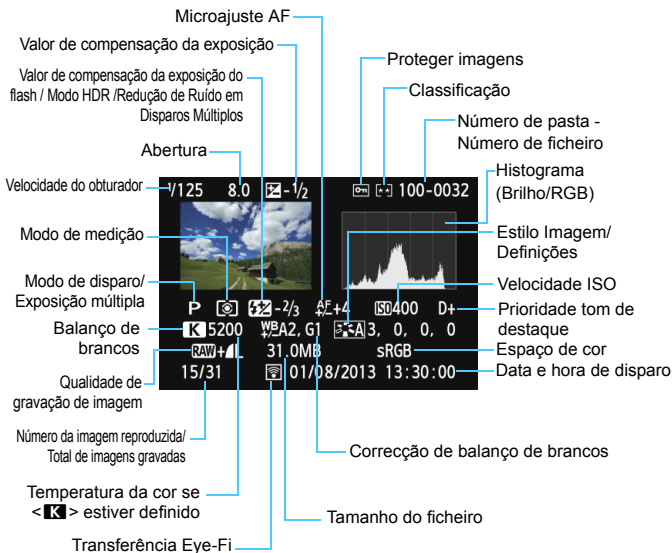 Microajuste AF
Valor de compensação da exposição
Valor de compensação da exposição do
flash / Modo HDR /Redução de Ruído em
Disparos Múltiplos
Abertura
Velocidade do obturador
Modo de medição
Modo de disparo/
Exposição múltipla
Balanço de
brancos
Qualidade de
gravação de imagem
Número da imagem reproduzida/
Total de imagens gravadas
Temperatura da cor se
<K> estiver definido
Transferência Eye-Fi
Proteger imagens
Classificação
Número de pasta -
Número de ficheiro
Histograma
(Brilho/RGB)
Estilo Imagem/
Definições
Velocidade ISO
Prioridade tom de
destaque
Espaço de cor
Data e hora de disparo
Correcção de balanço de brancos
Tamanho do ficheiro
1/125 8.0 -1/2 100-0032
P -2/3 AF+4 ISO400 D+
K 5200 WB A2, G1 A 3, 0, 0, 0
RAW+L 31.0MB sRGB
15/31 01/08/2013 13:30:00